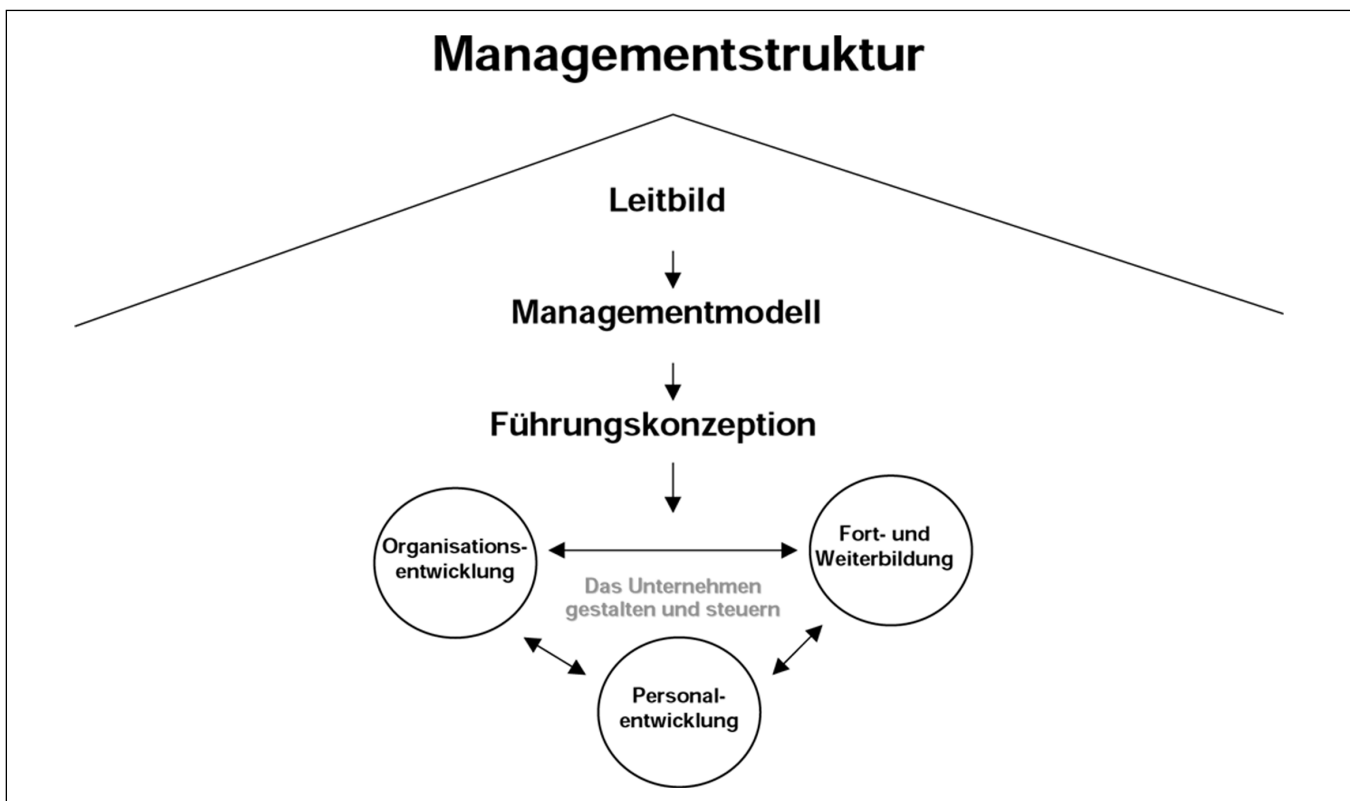 Managementstruktur
Leitbild
Managementmodell
Führungskonzeption
Organisations-
entwicklung
Fort- und
Weiterbildung
Das Unternehmen
gestalten und steuern
Personal-
entwicklung